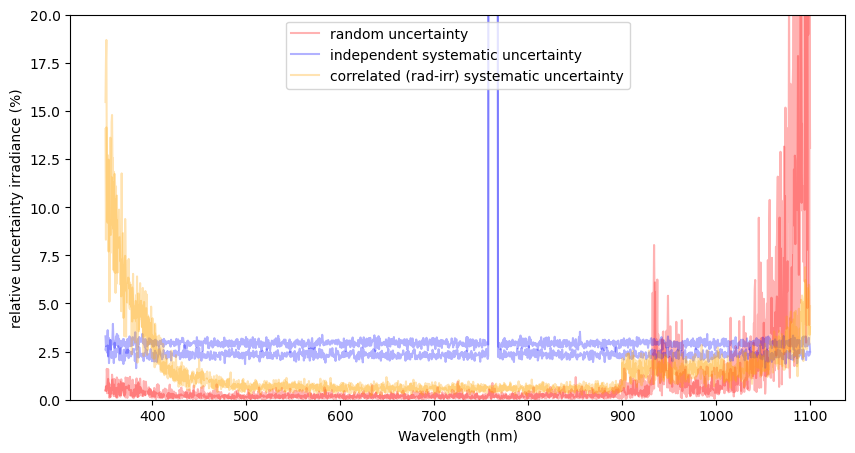 random uncertainty
independent systematic uncertainty
correlated (rad-irr) systematic uncertainty
relative uncertainty irradiance (%)
20.0
17.5
15.0
12.5
10.0
7.5
5.0
2.5
0.0
400 500 600 700 800 900 1000 1100
Wavelength (nm)